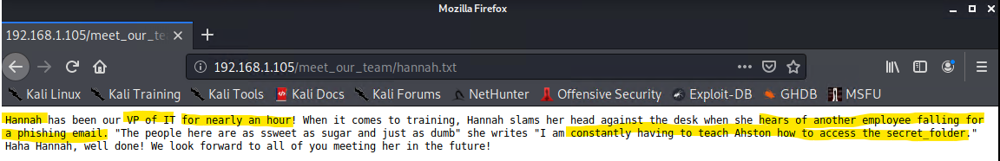 Mozilla Firefox
192.168.1.105/meet_our_te
192.168.1.105/meet_our_team/hannah.txt
Kali Linux Kali Training Kali Tools Kali Docs Kali Forums NetHunter Offensive Security Exploit-DB GHDB MSFU
Hannah has been our VP of IT for nearly an hour! When it comes to training, Hannah slams her head against the desk when she hears of another employee falling for
a phishing email. "The people here are as ssweet as sugar and just as dumb" she writes "I am constantly having to teach Ahston how to access the secret_folder."
Haha Hannah, well done! We look forward to all of you meeting her in the future!